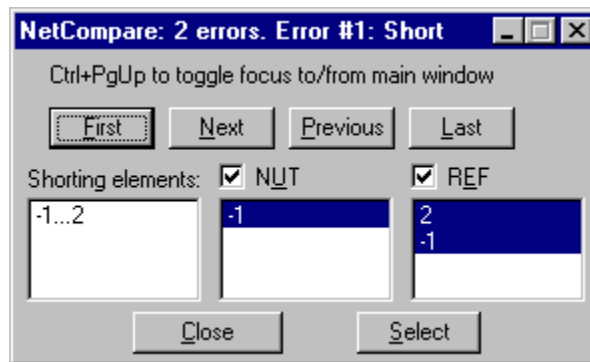 NetCompare: 2 errors. Error #1: Short
Ctrl+PgUp to toggle focus to/from main window
First Next Previous Last
Shorting elements: NUT REF
-1...2 -1 2
-1
Close Select